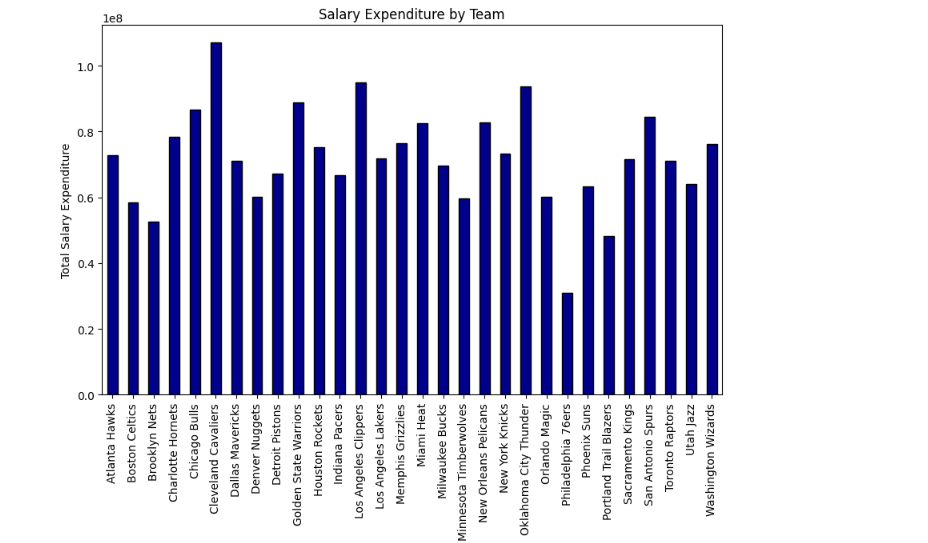 Salary Expenditure by Team
1e8
1.0
0.8
0.6
0.4
0.2
0.0
Total Salary Expenditure
Atlanta Hawks
Boston Celtics
Brooklyn Nets
Charlotte Hornets
Chicago Bulls
Cleveland Cavaliers
Dallas Mavericks
Denver Nuggets
Detroit Pistons
Golden State Warriors
Houston Rockets
Indiana Pacers
Los Angeles Clippers
Los Angeles Lakers
Memphis Grizzlies
Miami Heat
Milwaukee Bucks
Minnesota Timberwolves
New Orleans Pelicans
New York Knicks
Oklahoma City Thunder
Orlando Magic
Philadelphia 76ers
Phoenix Suns
Portland Trail Blazers
Sacramento Kings
San Antonio Spurs
Toronto Raptors
Utah Jazz
Washington Wizards